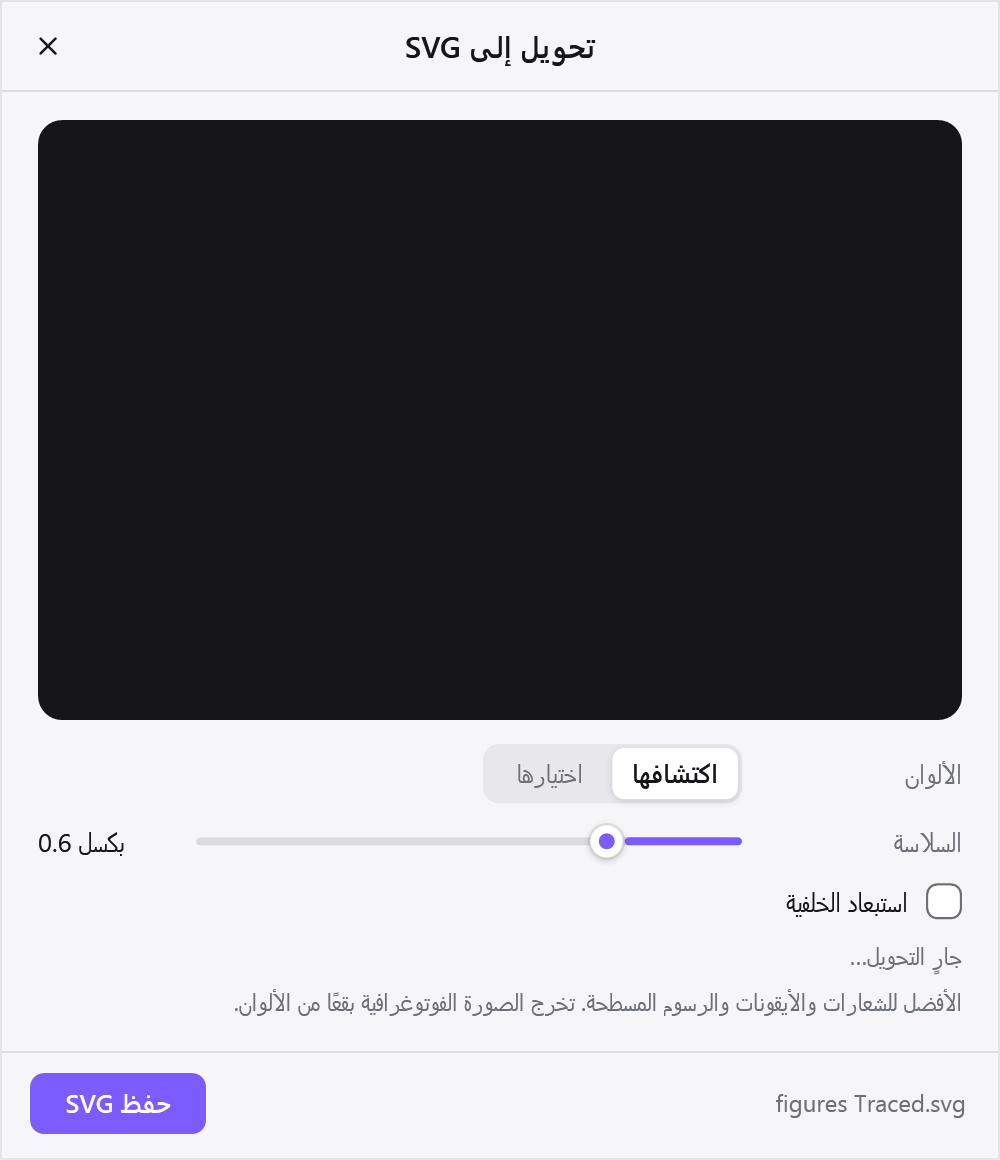 تحويل إلى SVG
الألوان
اكتشافها
اختيارها
السلاسة
0.6 بكسل
استبعاد الخلفية
جارٍ التحويل...
الأفضل للشعارات والأيقونات والرسوم المسطحة. تخرج الصورة الفوتوغرافية بقعًا من الألوان.
figures Traced.svg
حفظ SVG